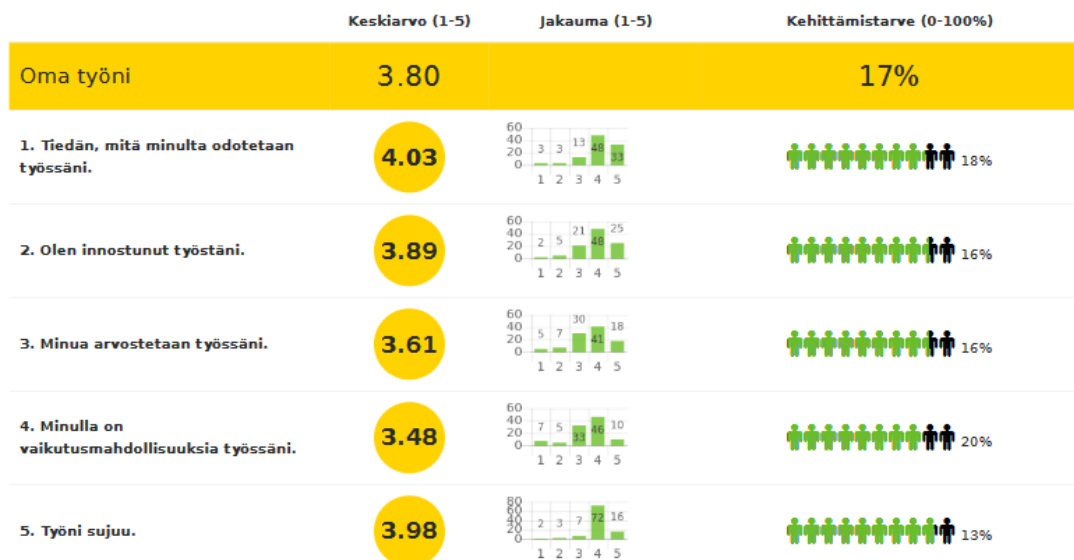 Keskiarvo (1-5) Jakauma (1-5) Kehittämistarve (0-100%)
Oma työni 3.80 17%
1. Tiedän, mitä minulta odotetaan
työssäni.
4.03
60
40
20
0
3 3 13 48 33
1 2 3 4 5
18%
2. Olen innostunut työstäni.
3.89
60
40
20
0
2 5 21 48 25
1 2 3 4 5
16%
3. Minua arvostetaan työssäni.
3.61
60
40
20
0
5 7 30 41 18
1 2 3 4 5
16%
4. Minulla on
vaikutusmahdollisuuksia työssäni.
3.48
60
40
20
0
7 5 33 46 10
1 2 3 4 5
20%
5. Työni sujuu.
3.98
80
60
40
20
0
2 3 7 72 16
1 2 3 4 5
13%